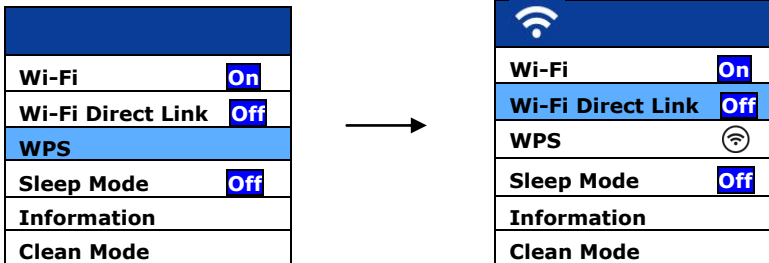 Wi-Fi On
Wi-Fi Direct Link Off
WPS
Sleep Mode Off
Information
Clean Mode
Wi-Fi On
Wi-Fi Direct Link Off
WPS
Sleep Mode Off
Information
Clean Mode